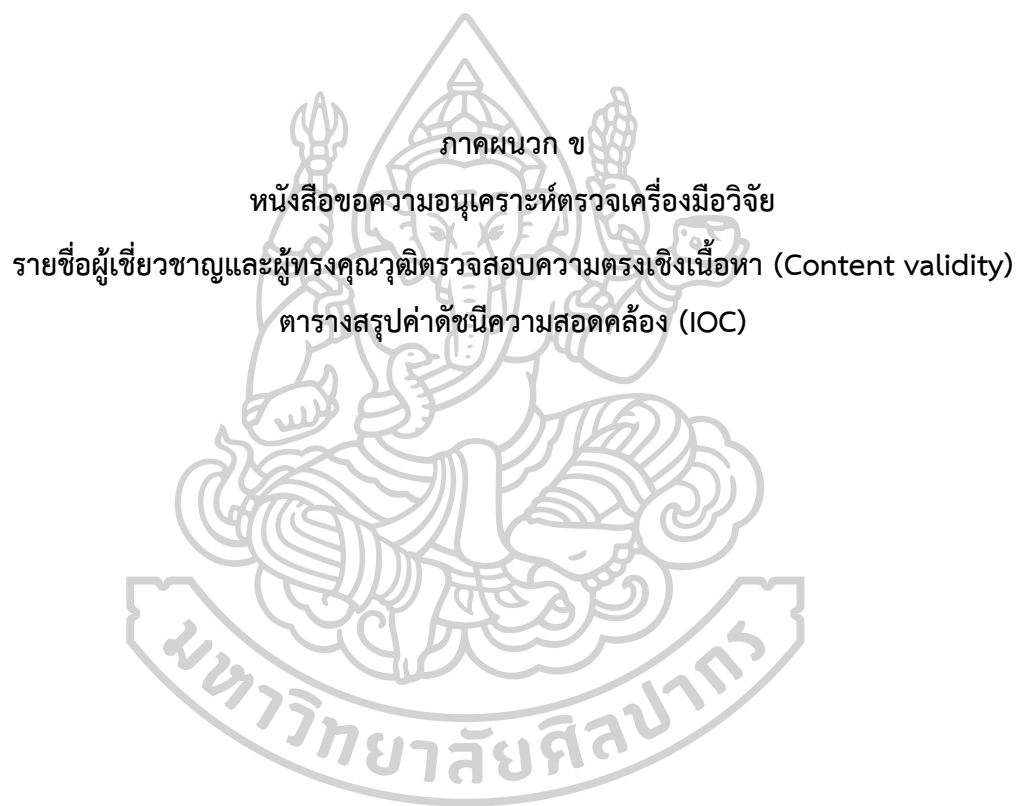 ภาคผนวก ข
หนังสือขอความอนุเคราะห์ตรวจเครื่องมือวิจัย
รายชื่อผู้เชี่ยวชาญและผู้ทรงคุณวุฒิตรวจสอบความตรงเชิงเนื้อหา (Content validity)
ตารางสรุปค่าดัชนีความสอดคล้อง (IOC)
มหาวิทยาลัยศิลปากร